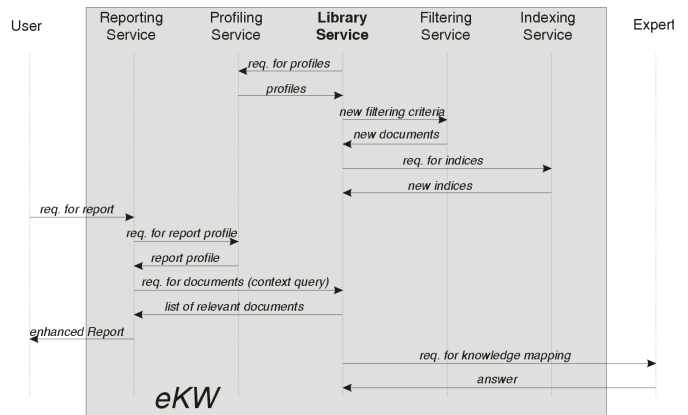 User
Reporting Service
Profiling Service
Library Service
Filtering Service
Indexing Service
Expert
req. for profiles
profiles
new filtering criteria
new documents
req. for indices
new indices
req. for report
req. for report profile
report profile
req. for documents (context query)
list of relevant documents
enhanced Report
req. for knowledge mapping
answer
eKW